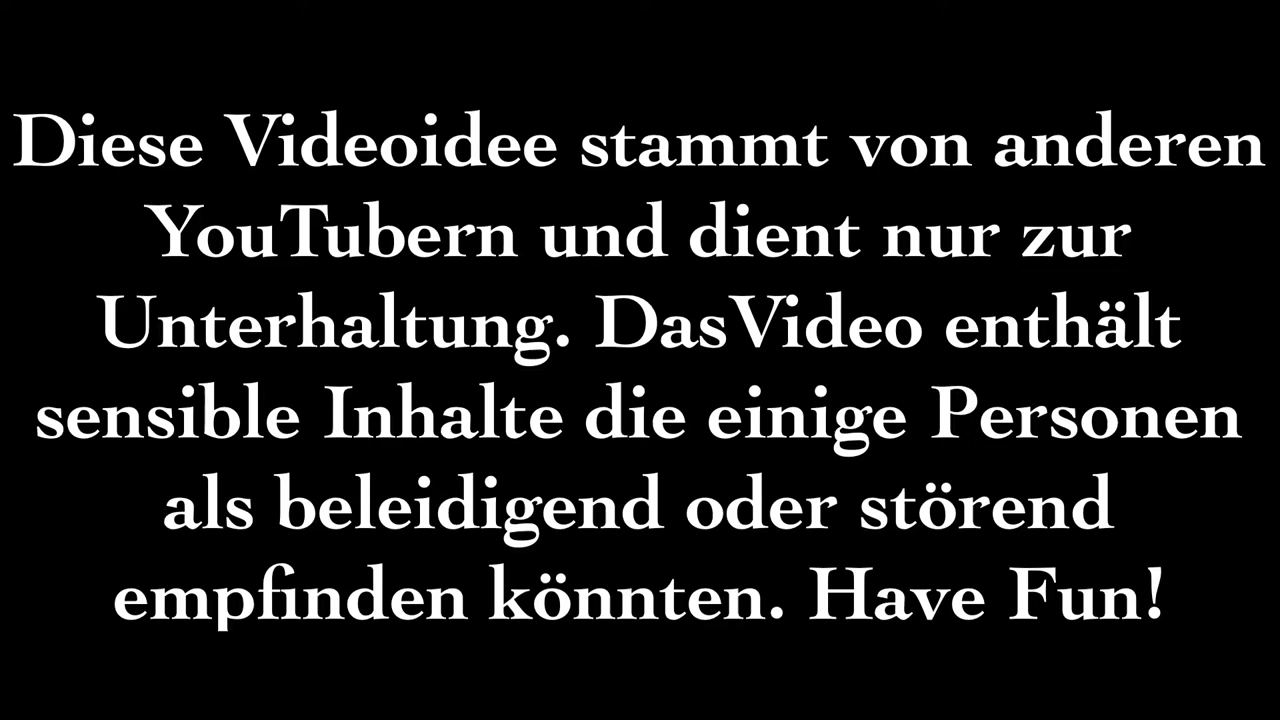 Diese Videoidee stammt von anderen
YouTubern und dient nur zur
Unterhaltung. DasVideo enthält
sensible Inhalte die einige Personen
als beleidigend oder störend
empfinden könnten. Have Fun!